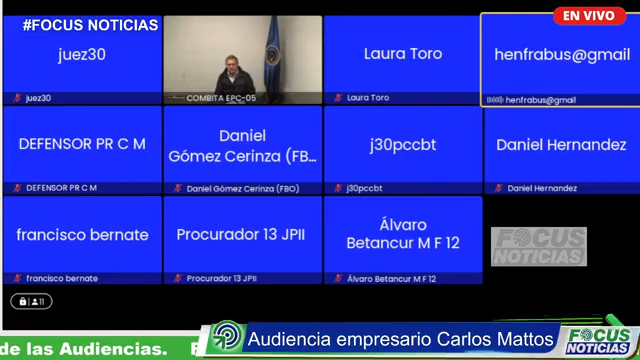 #FOCUS NOTICIAS
EN VIVO
juez30
juez30
COMBITA EPC-05
Laura Toro
Laura Toro
henfrabus@gmail
henfrabus@gmail
DEFENSOR PR C M
DEFENSOR PR C M
Daniel
Gómez Cerinza (FB...
Daniel Gómez Cerinza (FBO)
j30pccbt
j30pccbt
Daniel Hernandez
Daniel Hernandez
francisco bernate
francisco bernate
Procurador 13 JPII
Procurador 13 JPII
Álvaro
Betancur M F 12
Álvaro Betancur M F 12
FOCUS
NOTICIAS
11
de las Audiencias.
Audiencia empresario Carlos Mattos
FOCUS
NOTICIAS